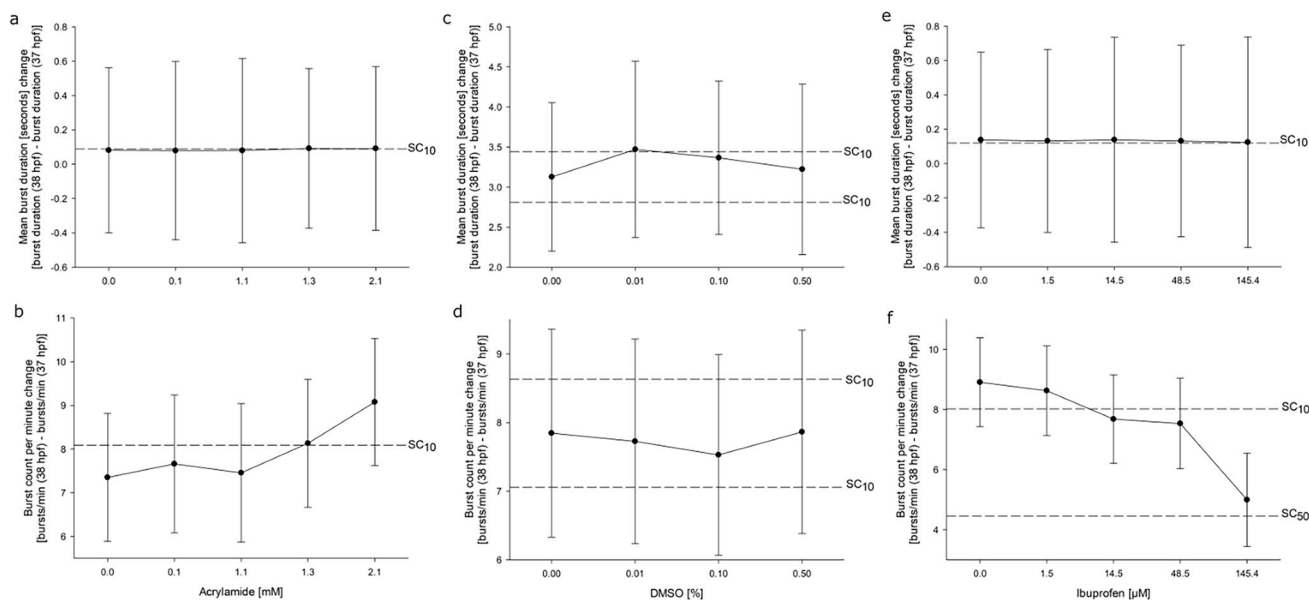 a
Mean burst duration [seconds] change
[burst duration (38 hpf) - burst duration (37 hpf)]
0.8
0.6
0.4
0.2
0.0
-0.2
-0.4
-0.6
SC10
0.0 0.1 1.1 1.3 2.1
b
Burst count per minute change
[bursts/min (38 hpf) - bursts/min (37 hpf)]
11
10
9
8
7
6
SC10
0.0 0.1 1.1 1.3 2.1
Acrylamide [mM]
c
Mean burst duration [seconds] change
[burst duration (38 hpf) - burst duration (37 hpf)]
5.0
4.5
4.0
3.5
3.0
2.5
2.0
SC10
SC10
0.00 0.01 0.10 0.50
d
Burst count per minute change
[bursts/min (38 hpf) - bursts/min (37 hpf)]
9
8
7
6
SC10
SC10
0.00 0.01 0.10 0.50
DMSO [%]
e
Mean burst duration [seconds] change
[burst duration (38 hpf) - burst duration (37 hpf)]
0.8
0.6
0.4
0.2
0.0
-0.2
-0.4
-0.6
SC10
0.0 1.5 14.5 48.5 145.4
f
Burst count per minute change
[bursts/min (38 hpf) - bursts/min (37 hpf)]
10
8
6
4
SC10
SC50
0.0 1.5 14.5 48.5 145.4
Ibuprofen [µM]